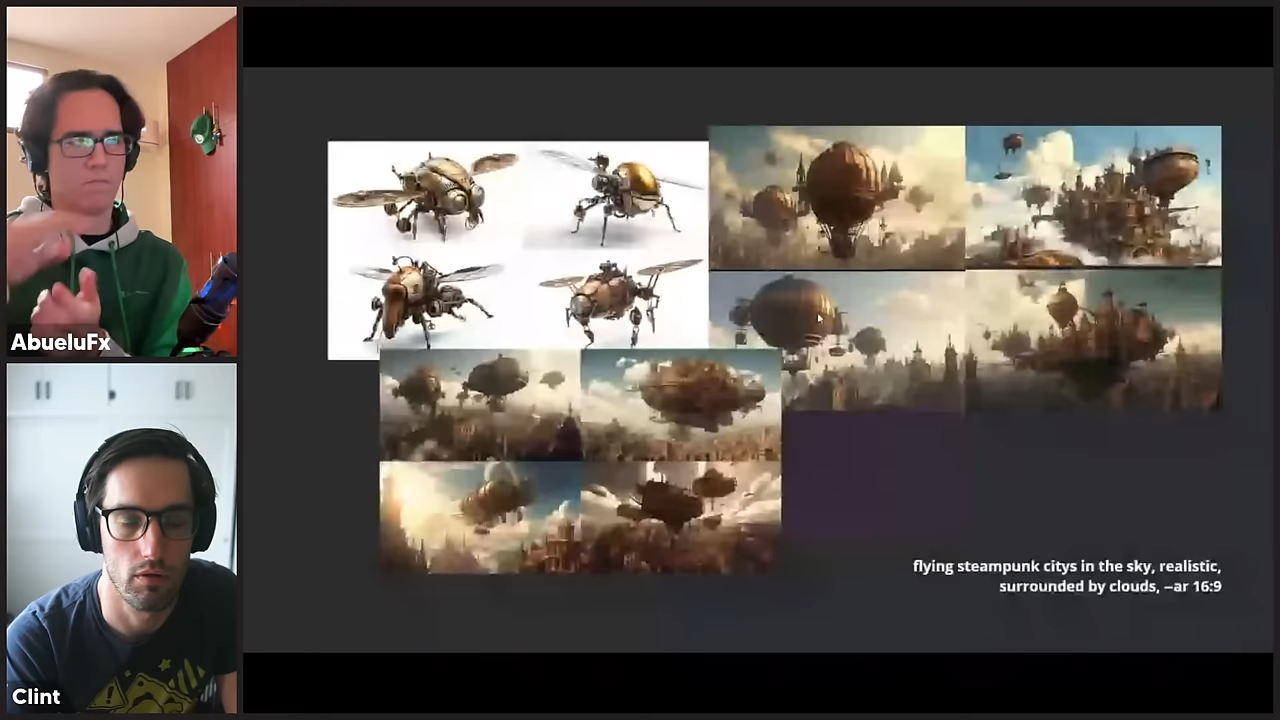 AbueluFx
Clint
flying steampunk citys in the sky, realistic,
surrounded by clouds, –ar 16:9